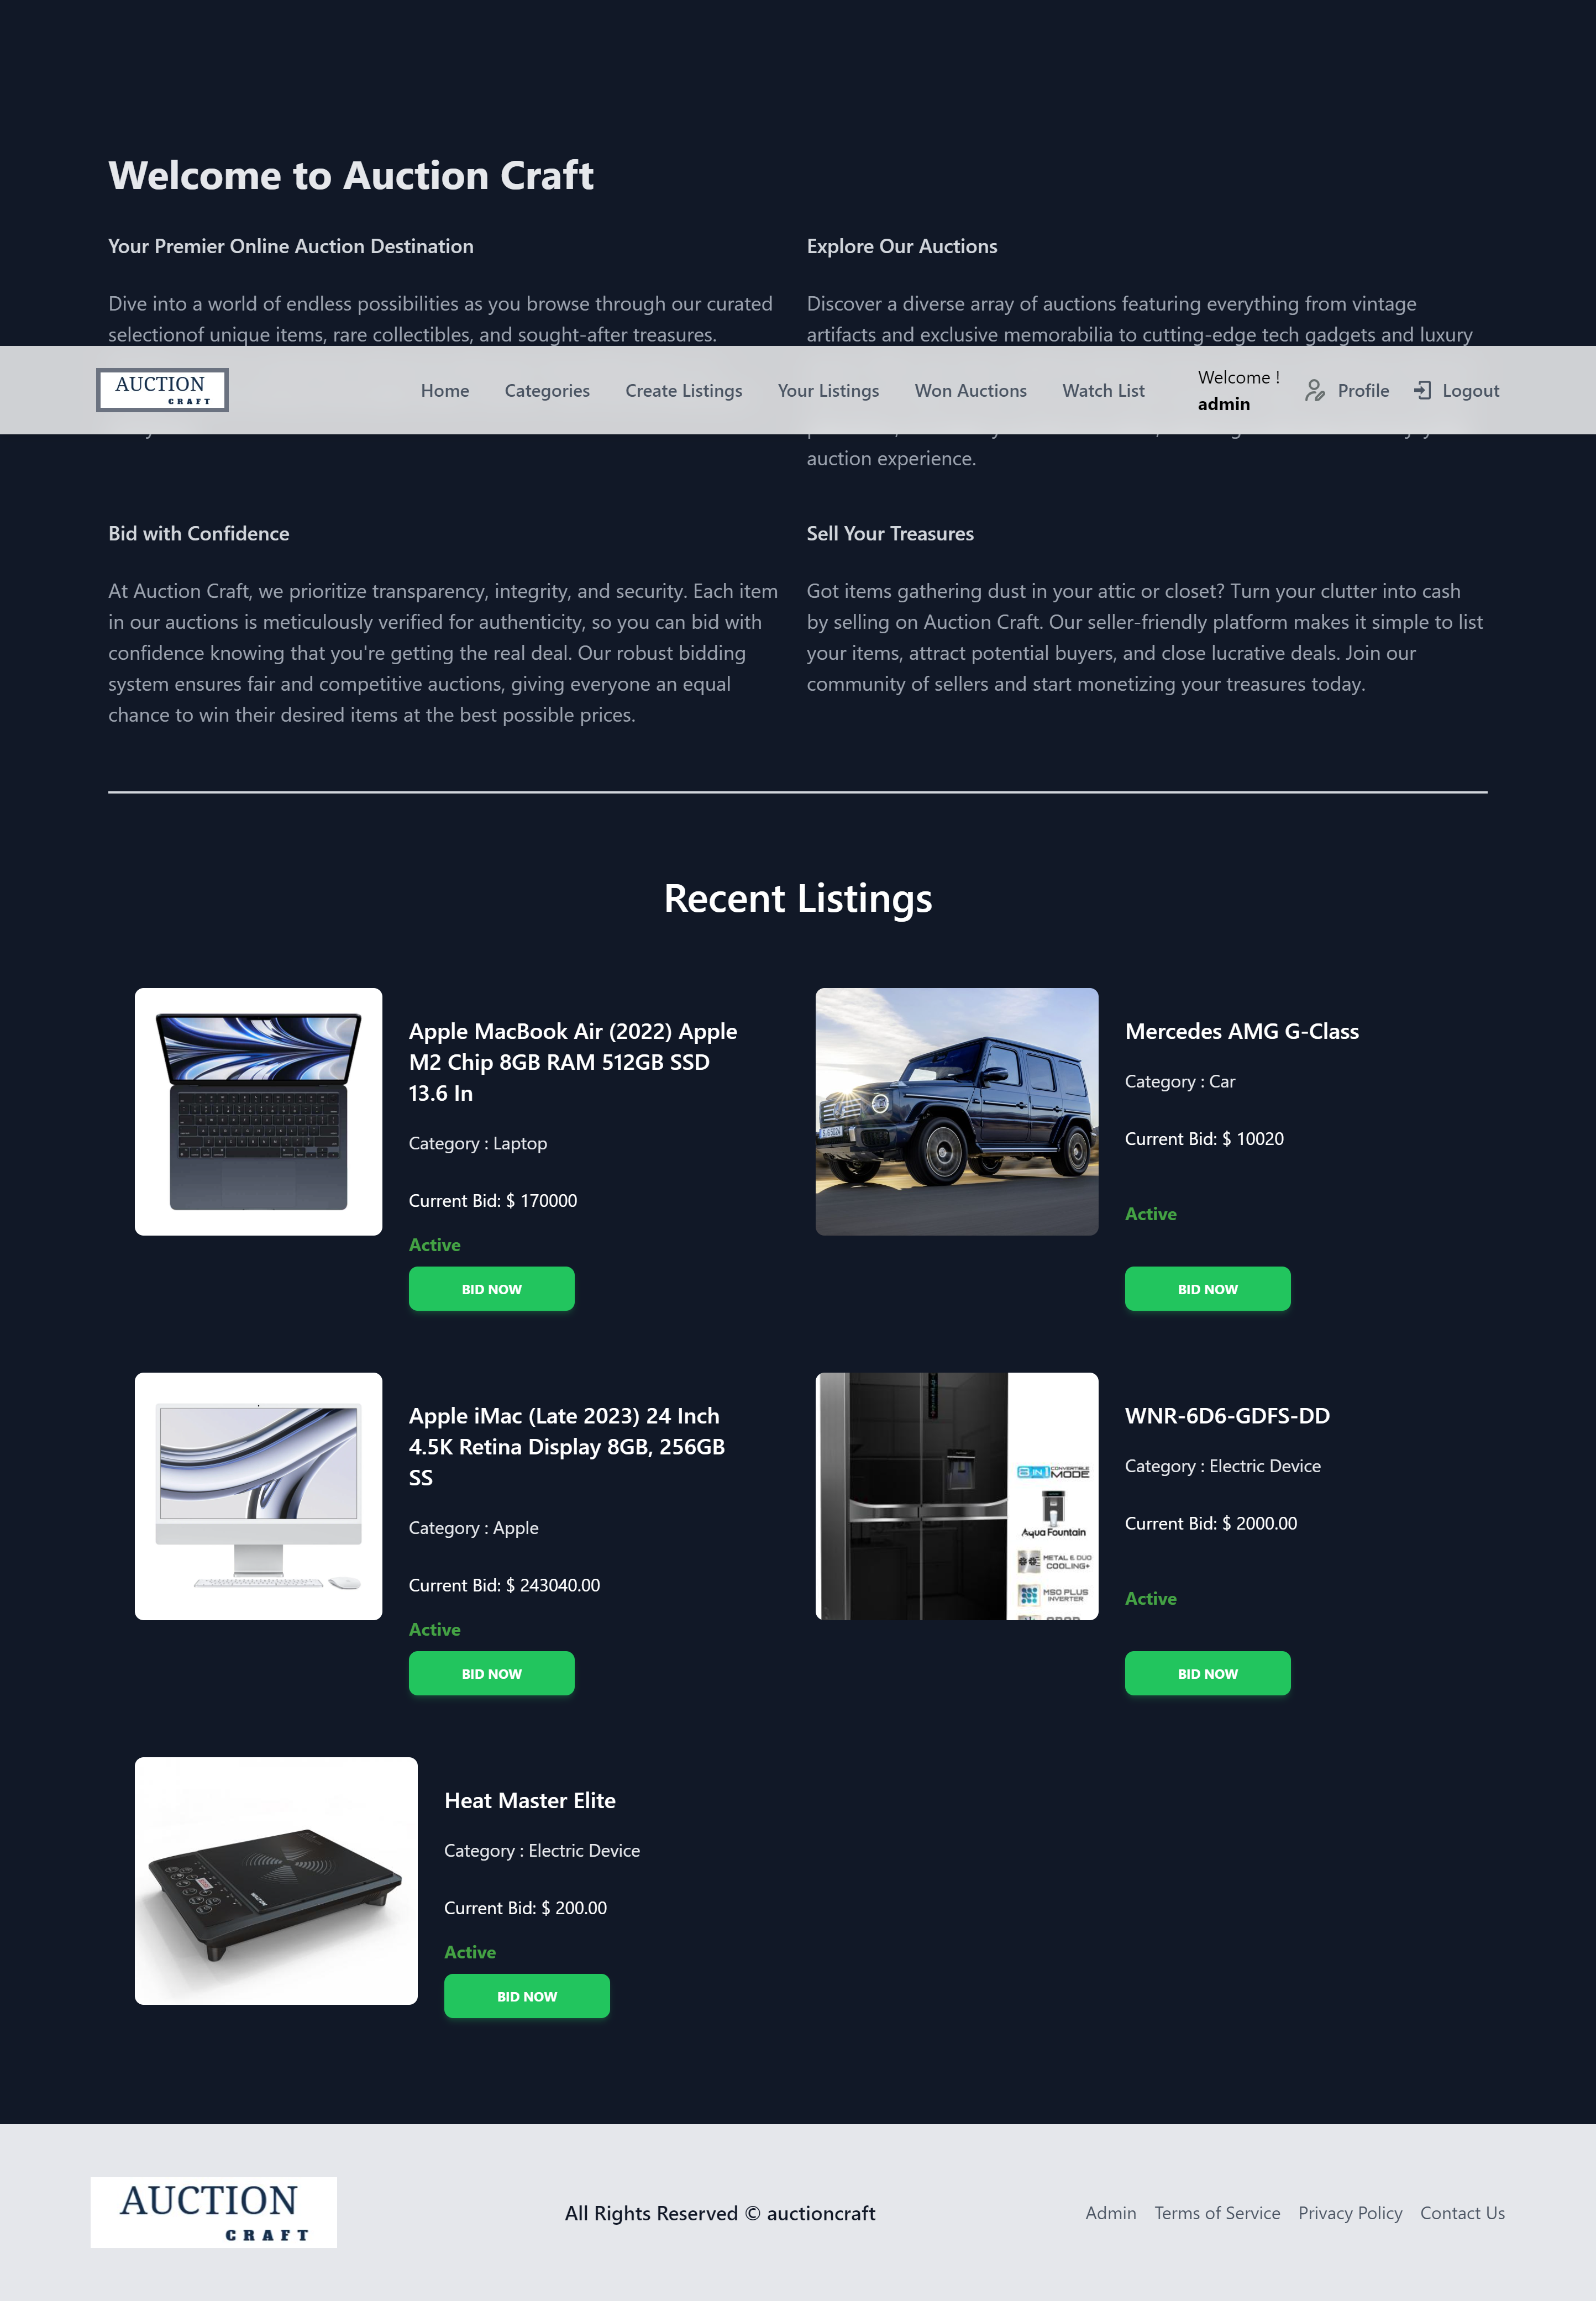 Welcome to Auction Craft
Your Premier Online Auction Destination
Dive into a world of endless possibilities as you browse through our curated
selectionof unique items, rare collectibles, and sought-after treasures.
Explore Our Auctions
Discover a diverse array of auctions featuring everything from vintage
artifacts and exclusive memorabilia to cutting-edge tech gadgets and luxury
AUCTION
CRAFT
Home
Categories
Create Listings
Your Listings
Won Auctions
Watch List
Welcome !
admin
Profile
Logout
auction experience.
Bid with Confidence
At Auction Craft, we prioritize transparency, integrity, and security. Each item
in our auctions is meticulously verified for authenticity, so you can bid with
confidence knowing that you're getting the real deal. Our robust bidding
system ensures fair and competitive auctions, giving everyone an equal
chance to win their desired items at the best possible prices.
Sell Your Treasures
Got items gathering dust in your attic or closet? Turn your clutter into cash
by selling on Auction Craft. Our seller-friendly platform makes it simple to list
your items, attract potential buyers, and close lucrative deals. Join our
community of sellers and start monetizing your treasures today.
Recent Listings
Apple MacBook Air (2022) Apple
M2 Chip 8GB RAM 512GB SSD
13.6 In
Category : Laptop
Current Bid: $ 170000
Active
BID NOW
Mercedes AMG G-Class
Category : Car
Current Bid: $ 10020
Active
BID NOW
Apple iMac (Late 2023) 24 Inch
4.5K Retina Display 8GB, 256GB
SS
Category : Apple
Current Bid: $ 243040.00
Active
BID NOW
8 IN 1 CONVERTIBLE
MODE
Aqua Fountain
METAL & DUO
COOLING+
MSO PLUS
INVERTER
WNR-6D6-GDFS-DD
Category : Electric Device
Current Bid: $ 2000.00
Active
BID NOW
Heat Master Elite
Category : Electric Device
Current Bid: $ 200.00
Active
BID NOW
AUCTION
CRAFT
All Rights Reserved © auctioncraft
Admin
Terms of Service
Privacy Policy
Contact Us